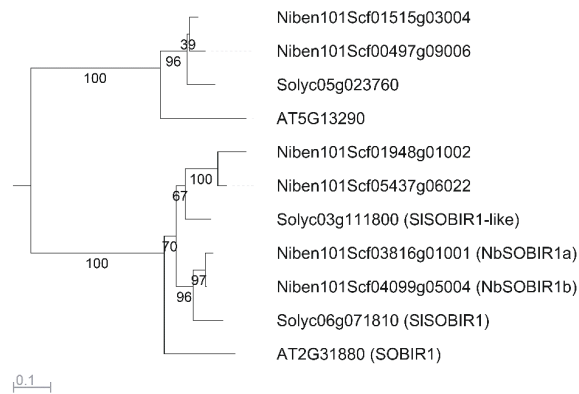 Niben101Scf01515g03004
39
Niben101Scf00497g09006
96
100
Solyc05g023760
AT5G13290
Niben101Scf01948g01002
100
Niben101Scf05437g06022
67
Solyc03g111800 (SlSOBIR1-like)
70
100
Niben101Scf03816g01001 (NbSOBIR1a)
97
Niben101Scf04099g05004 (NbSOBIR1b)
96
Solyc06g071810 (SlSOBIR1)
AT2G31880 (SOBIR1)
0.1